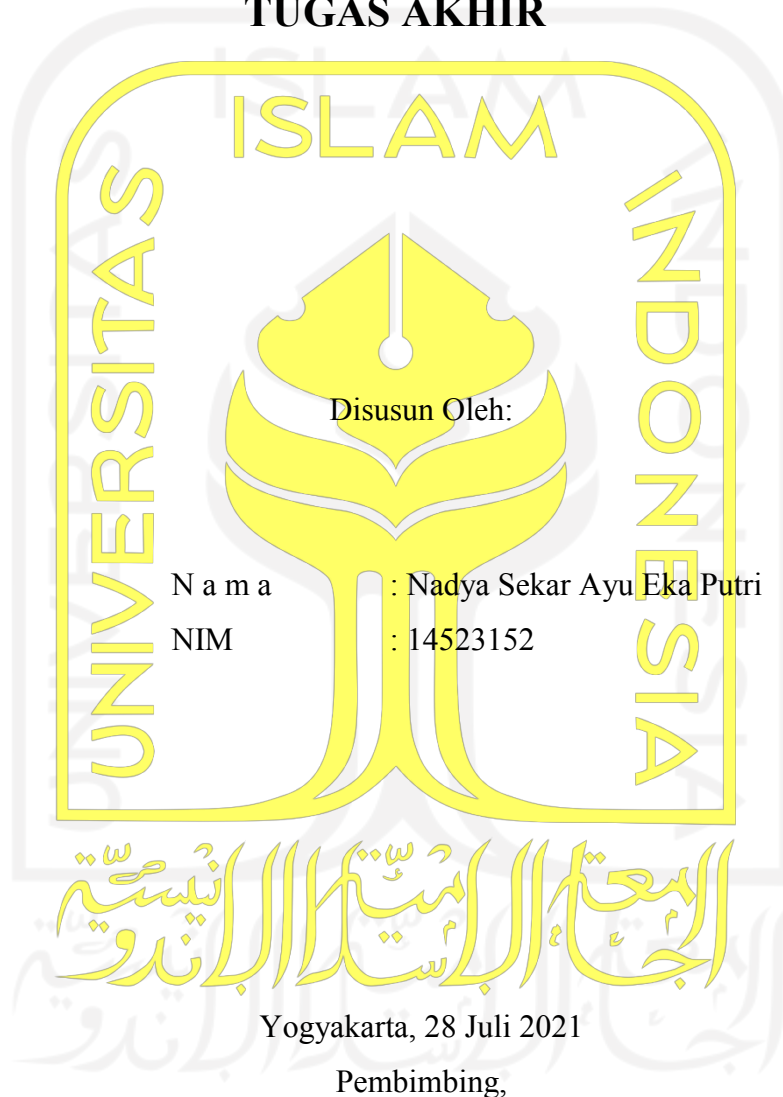 TUGAS AKHIR
ISLAM
UNIVERSITAS
INDONESIA
Disusun Oleh:
N a m a : Nadya Sekar Ayu Eka Putri
NIM : 14523152
الجامعة الإسلامية الإندونيسية
Yogyakarta, 28 Juli 2021
Pembimbing,